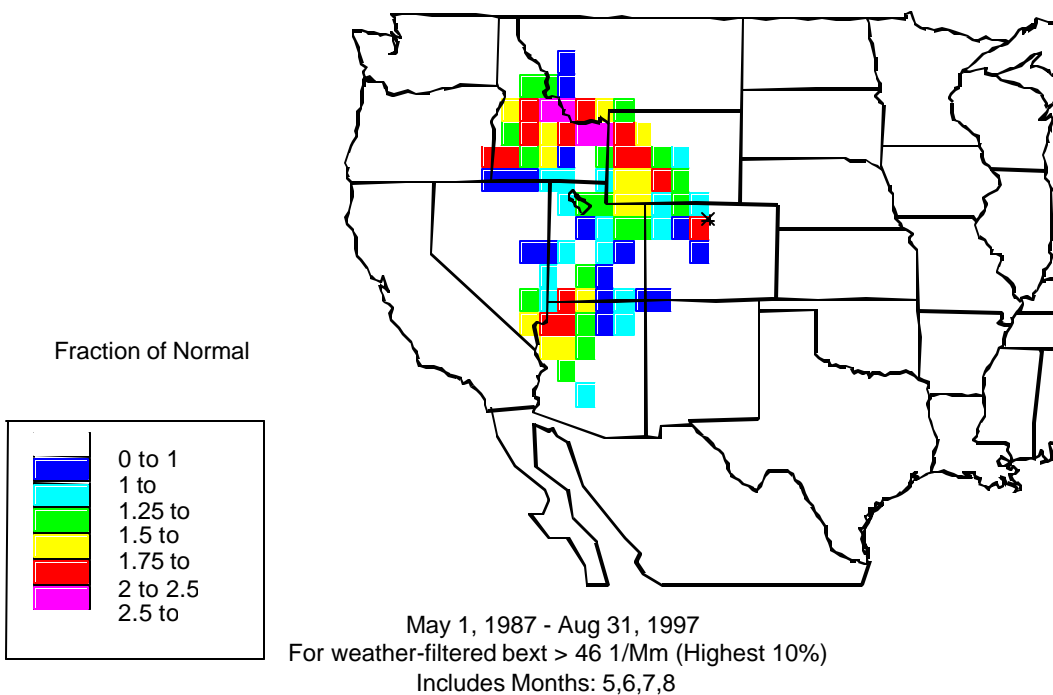 Fraction of Normal
0 to 1
1 to
1.25 to
1.5 to
1.75 to
2 to 2.5
2.5 to
May 1, 1987 - Aug 31, 1997
For weather-filtered bext > 46 1/Mm (Highest 10%)
Includes Months: 5,6,7,8